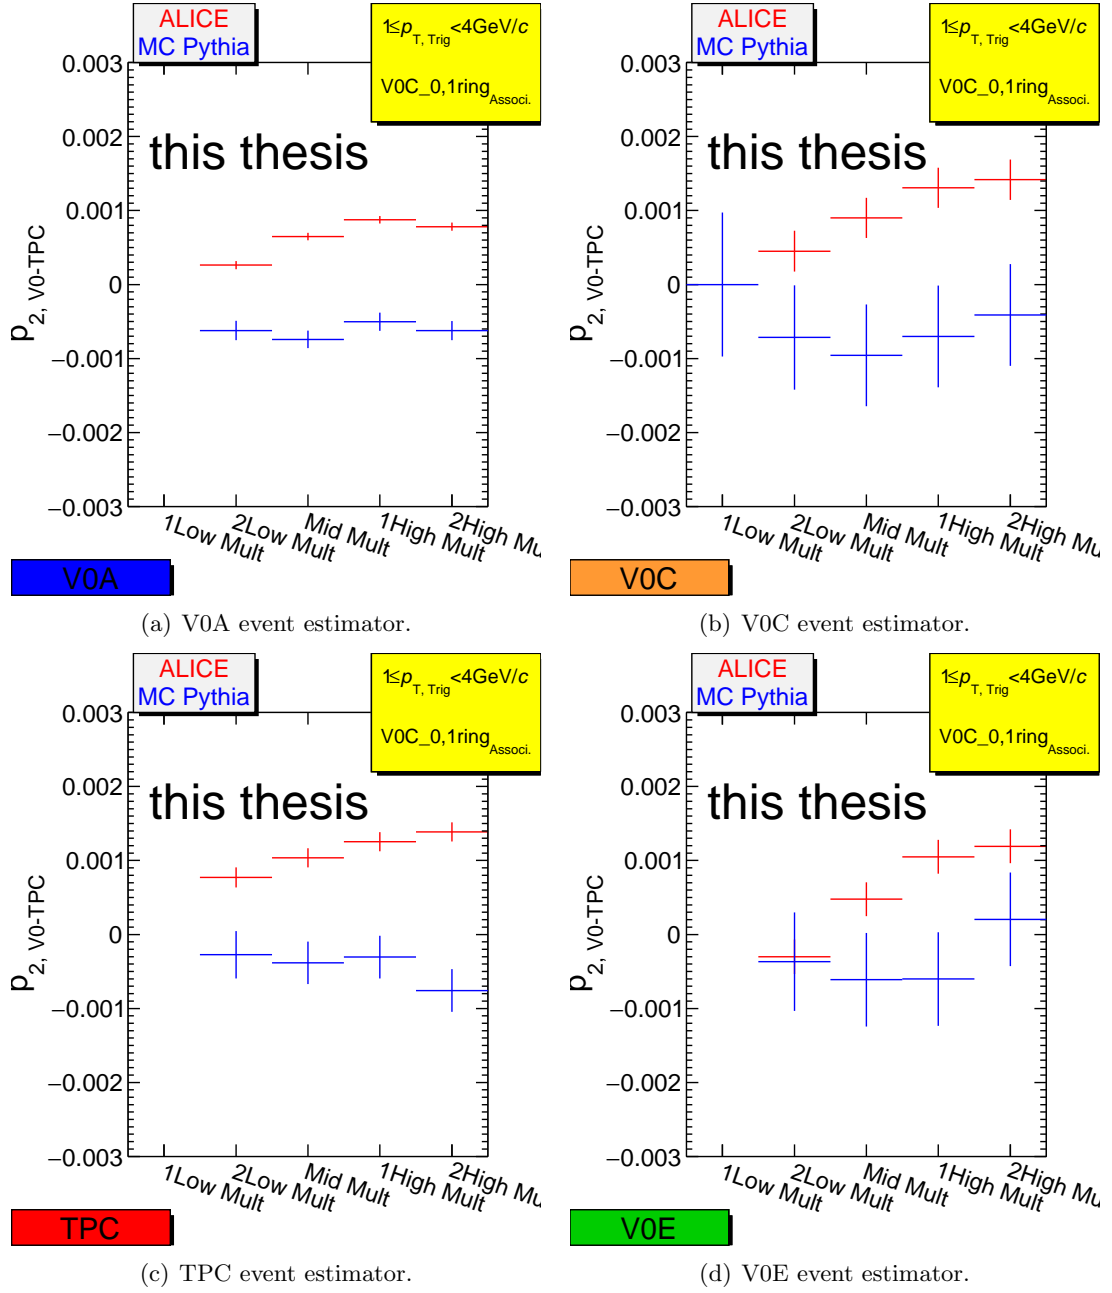 ALICE
MC Pythia
1≤p_T, Trig<4GeV/c
V0C_0,1ring_Associ.
this thesis
p_2, V0-TPC
0.003
0.002
0.001
0
−0.001
−0.002
−0.003
1Low Mult
2Low Mult
Mid Mult
1High Mult
2High Mu
V0A
(a) V0A event estimator.
ALICE
MC Pythia
1≤p_T, Trig<4GeV/c
V0C_0,1ring_Associ.
this thesis
p_2, V0-TPC
0.003
0.002
0.001
0
−0.001
−0.002
−0.003
1Low Mult
2Low Mult
Mid Mult
1High Mult
2High Mu
V0C
(b) V0C event estimator.
ALICE
MC Pythia
1≤p_T, Trig<4GeV/c
V0C_0,1ring_Associ.
this thesis
p_2, V0-TPC
0.003
0.002
0.001
0
−0.001
−0.002
−0.003
1Low Mult
2Low Mult
Mid Mult
1High Mult
2High Mu
TPC
(c) TPC event estimator.
ALICE
MC Pythia
1≤p_T, Trig<4GeV/c
V0C_0,1ring_Associ.
this thesis
p_2, V0-TPC
0.003
0.002
0.001
0
−0.001
−0.002
−0.003
1Low Mult
2Low Mult
Mid Mult
1High Mult
2High Mu
V0E
(d) V0E event estimator.